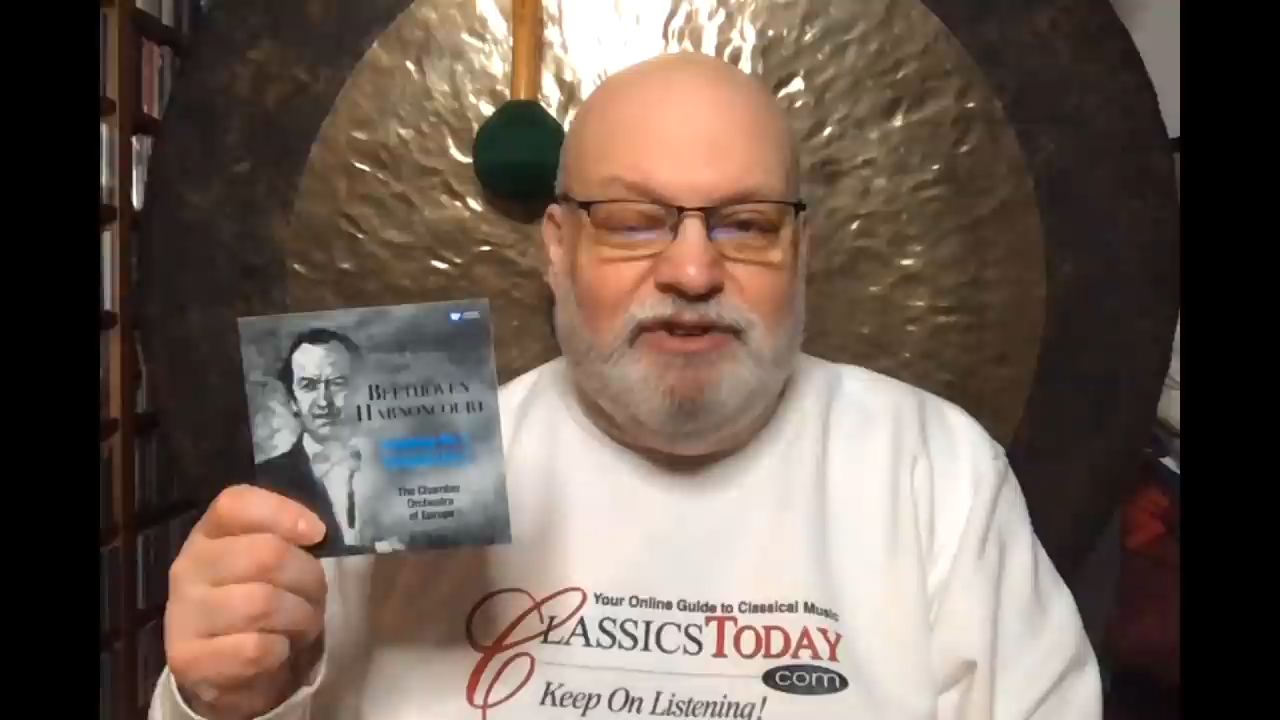 BEETHOVEN
HARNONCOURT
The Chamber
Orchestra
of Europe
Your Online Guide to Classical Music
CLASSICSTODAY
com
Keep On Listening!